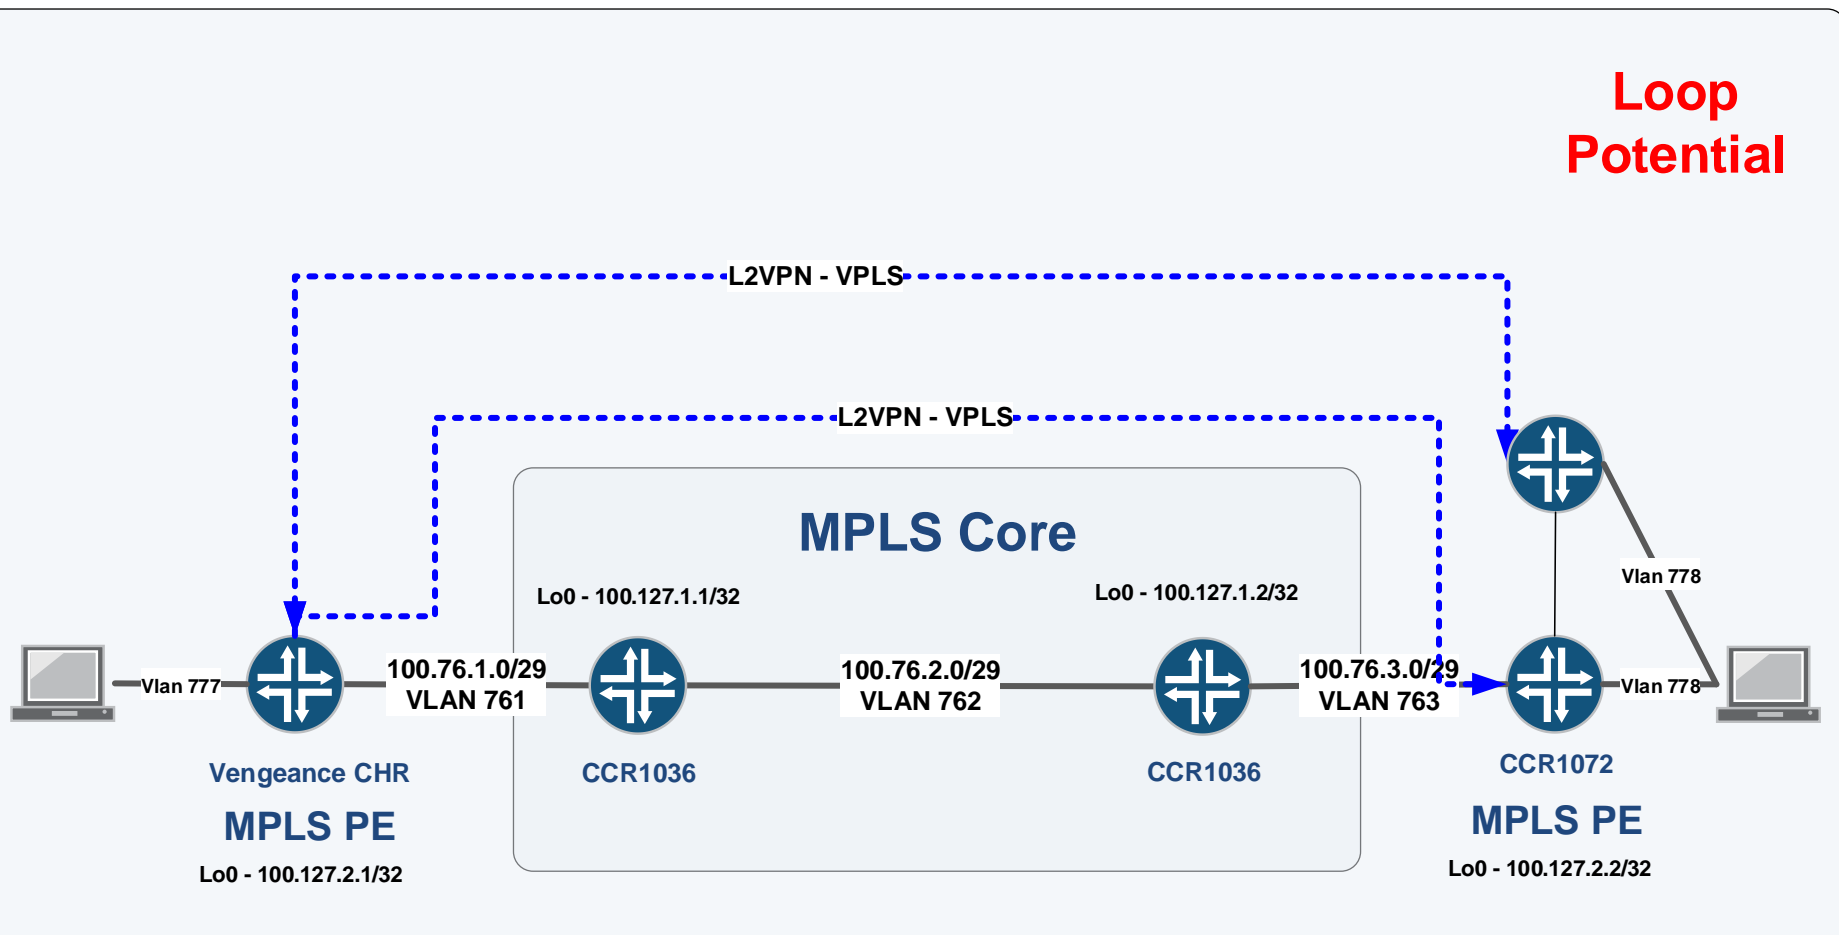 Loop
Potential
L2VPN - VPLS
L2VPN - VPLS
MPLS Core
Lo0 - 100.127.1.1/32
Lo0 - 100.127.1.2/32
Vlan 778
Vlan 777
100.76.1.0/29
VLAN 761
100.76.2.0/29
VLAN 762
100.76.3.0/29
VLAN 763
Vlan 778
Vengeance CHR
CCR1036
CCR1036
CCR1072
MPLS PE
MPLS PE
Lo0 - 100.127.2.1/32
Lo0 - 100.127.2.2/32